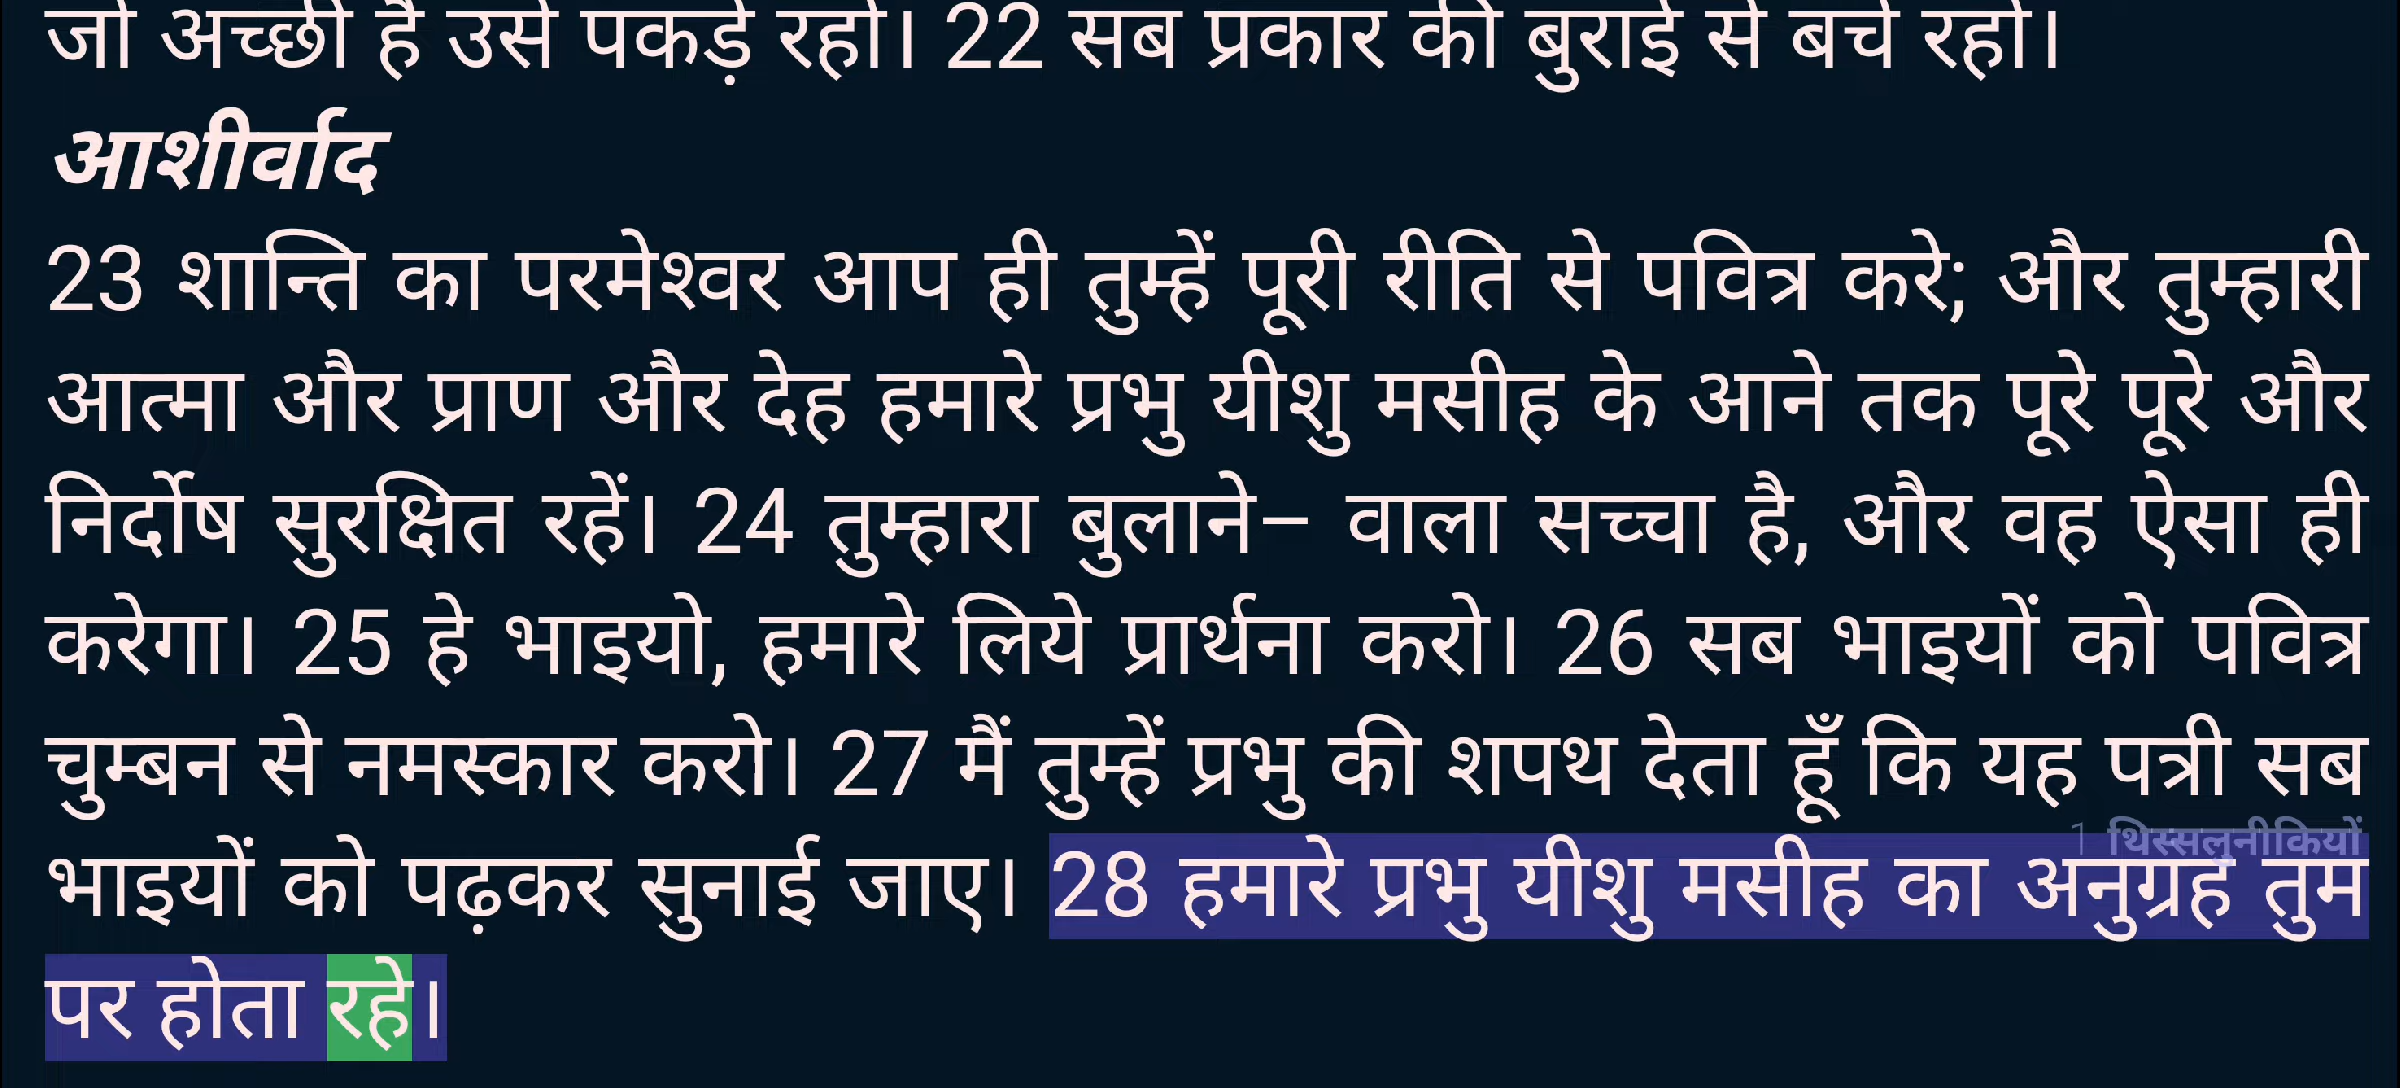 जो अच्छी है उसे पकड़े रहो। 22 सब प्रकार की बुराई से बचे रहो।
आशीर्वाद
23 शान्ति का परमेश्वर आप ही तुम्हें पूरी रीति से पवित्र करे; और तुम्हारी
आत्मा और प्राण और देह हमारे प्रभु यीशु मसीह के आने तक पूरे पूरे और
निर्दोष सुरक्षित रहें। 24 तुम्हारा बुलाने– वाला सच्चा है, और वह ऐसा ही
करेगा। 25 हे भाइयो, हमारे लिये प्रार्थना करो। 26 सब भाइयों को पवित्र
चुम्बन से नमस्कार करो। 27 मैं तुम्हें प्रभु की शपथ देता हूँ कि यह पत्री सब
1 थिस्सलुनीकियों
भाइयों को पढ़कर सुनाई जाए। 28 हमारे प्रभु यीशु मसीह का अनुग्रह तुम
पर होता रहे।